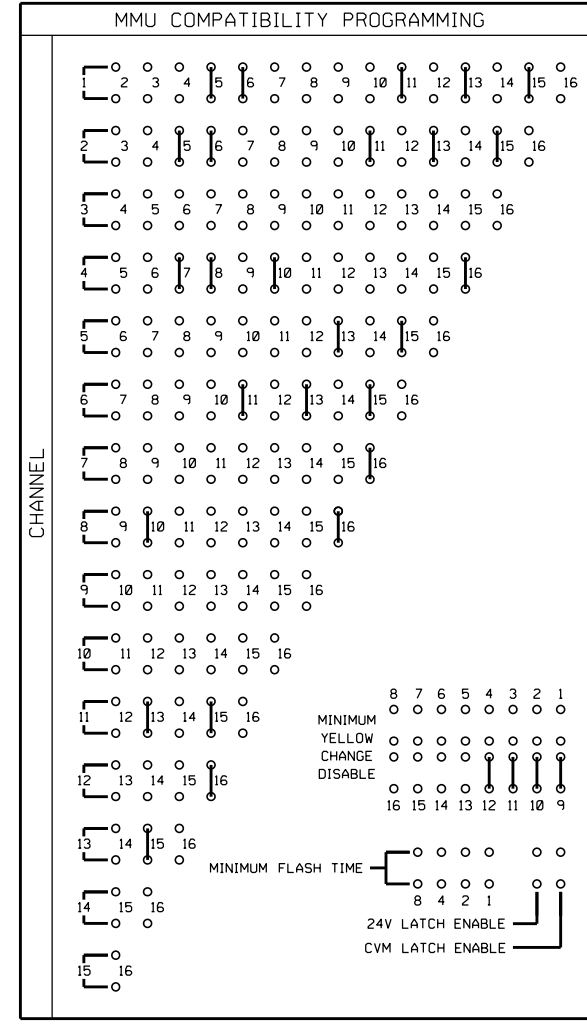 MMU COMPATIBILITY PROGRAMMING
CHANNEL
1 2 3 4 5 6 7 8 9 10 11 12 13 14 15 16
2 3 4 5 6 7 8 9 10 11 12 13 14 15 16
3 4 5 6 7 8 9 10 11 12 13 14 15 16
4 5 6 7 8 9 10 11 12 13 14 15 16
5 6 7 8 9 10 11 12 13 14 15 16
6 7 8 9 10 11 12 13 14 15 16
7 8 9 10 11 12 13 14 15 16
8 9 10 11 12 13 14 15 16
9 10 11 12 13 14 15 16
10 11 12 13 14 15 16
11 12 13 14 15 16
12 13 14 15 16
13 14 15 16
14 15 16
15 16
8 7 6 5 4 3 2 1
MINIMUM
YELLOW
CHANGE
DISABLE
16 15 14 13 12 11 10 9
MINIMUM FLASH TIME
8 4 2 1
24V LATCH ENABLE
CVM LATCH ENABLE